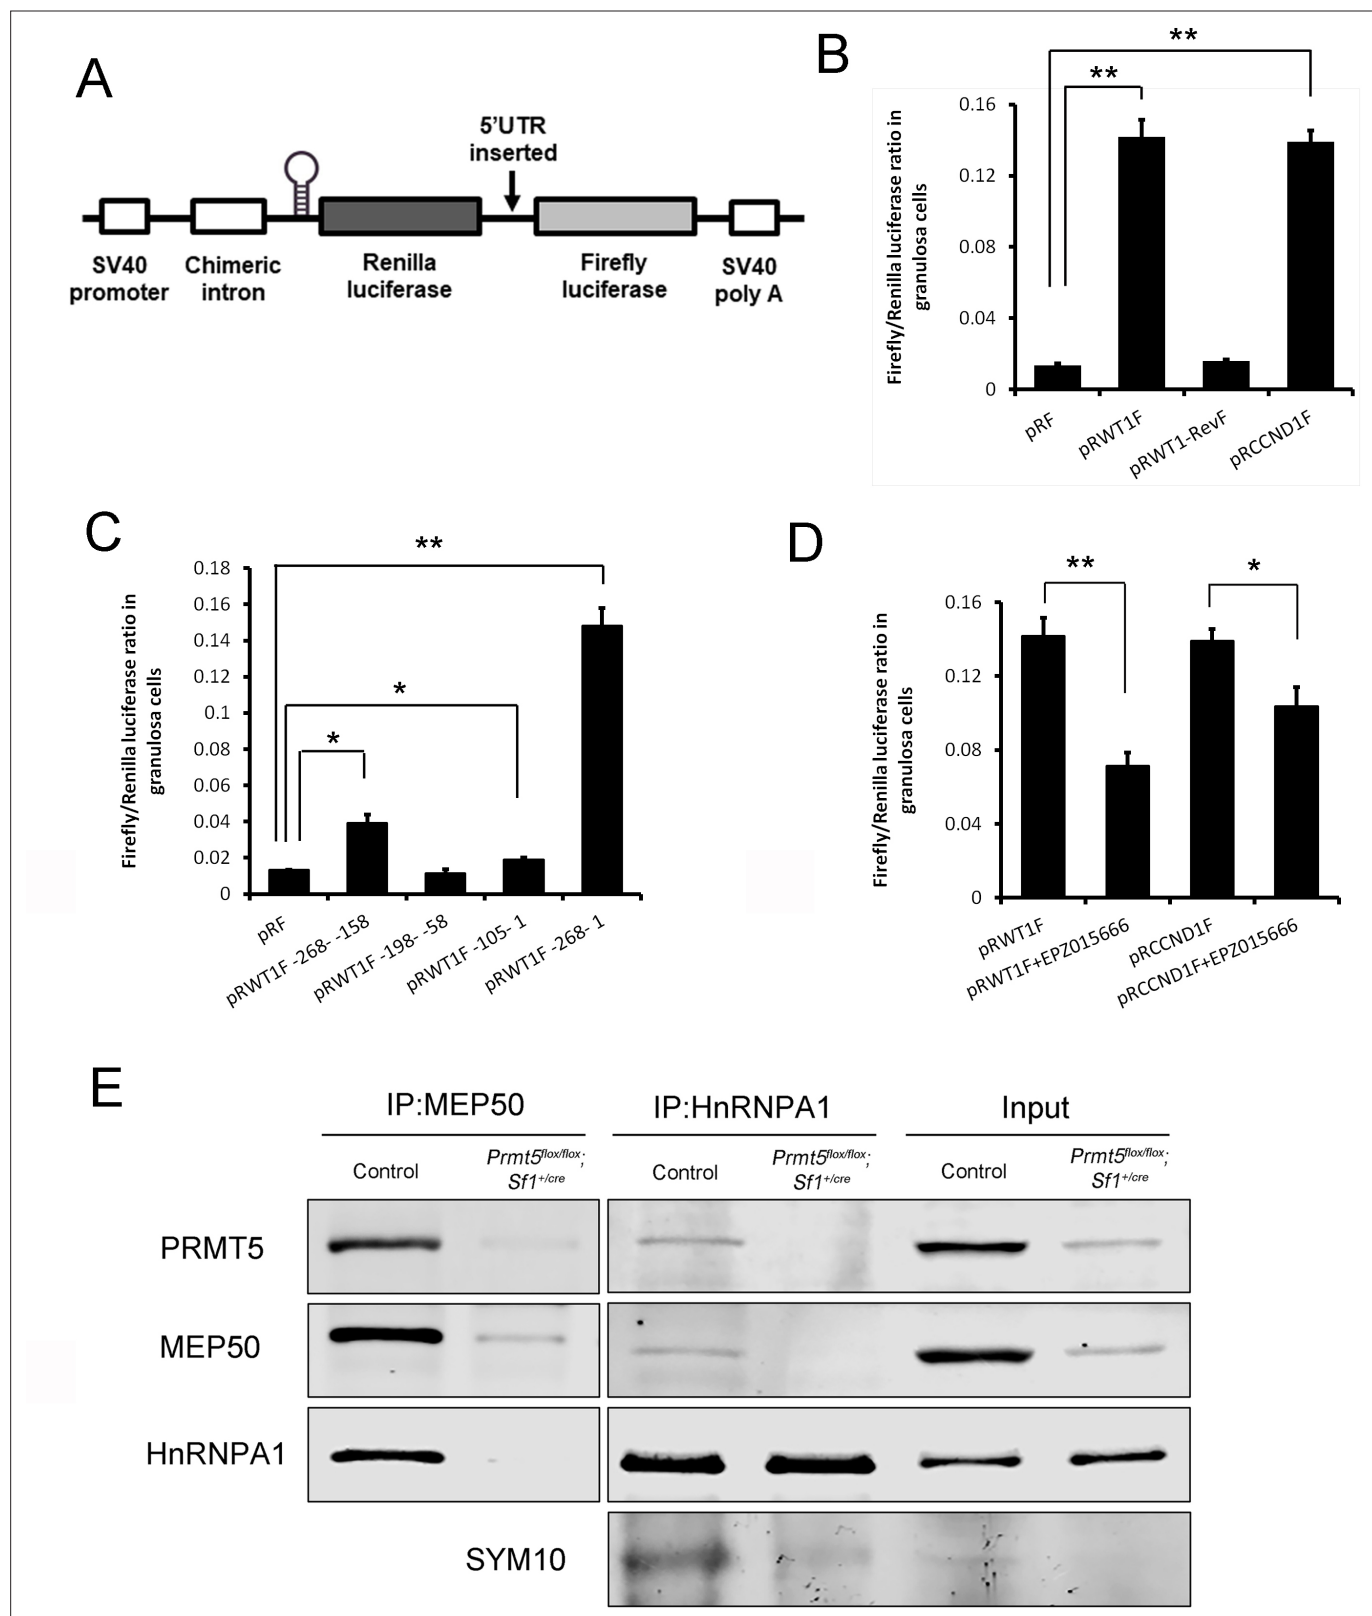 A
5'UTR
inserted
SV40
promoter
Chimeric
intron
Renilla
luciferase
Firefly
luciferase
SV40
poly A
B
**
**
Firefly/Renilla luciferase ratio in
granulosa cells
0.16
0.12
0.08
0.04
0
pRF
pRWT1F
pRWT1-RevF
pRCCND1F
C
**
*
*
Firefly/Renilla luciferase ratio in
granulosa cells
0.18
0.16
0.14
0.12
0.1
0.08
0.06
0.04
0.02
0
pRF
pRWT1F -268- -158
pRWT1F -198- -58
pRWT1F -105- 1
pRWT1F -268- 1
D
**
*
Firefly/Renilla luciferase ratio in
granulosa cells
0.16
0.12
0.08
0.04
0
pRWT1F
pRWT1F+EPZ015666
pRCCND1F
pRCCND1F+EPZ015666
E
IP:MEP50
IP:HnRNPA1
Input
Control
Prmt5flox/flox;
Sf1+/cre
Control
Prmt5flox/flox;
Sf1+/cre
Control
Prmt5flox/flox;
Sf1+/cre
PRMT5
MEP50
HnRNPA1
SYM10